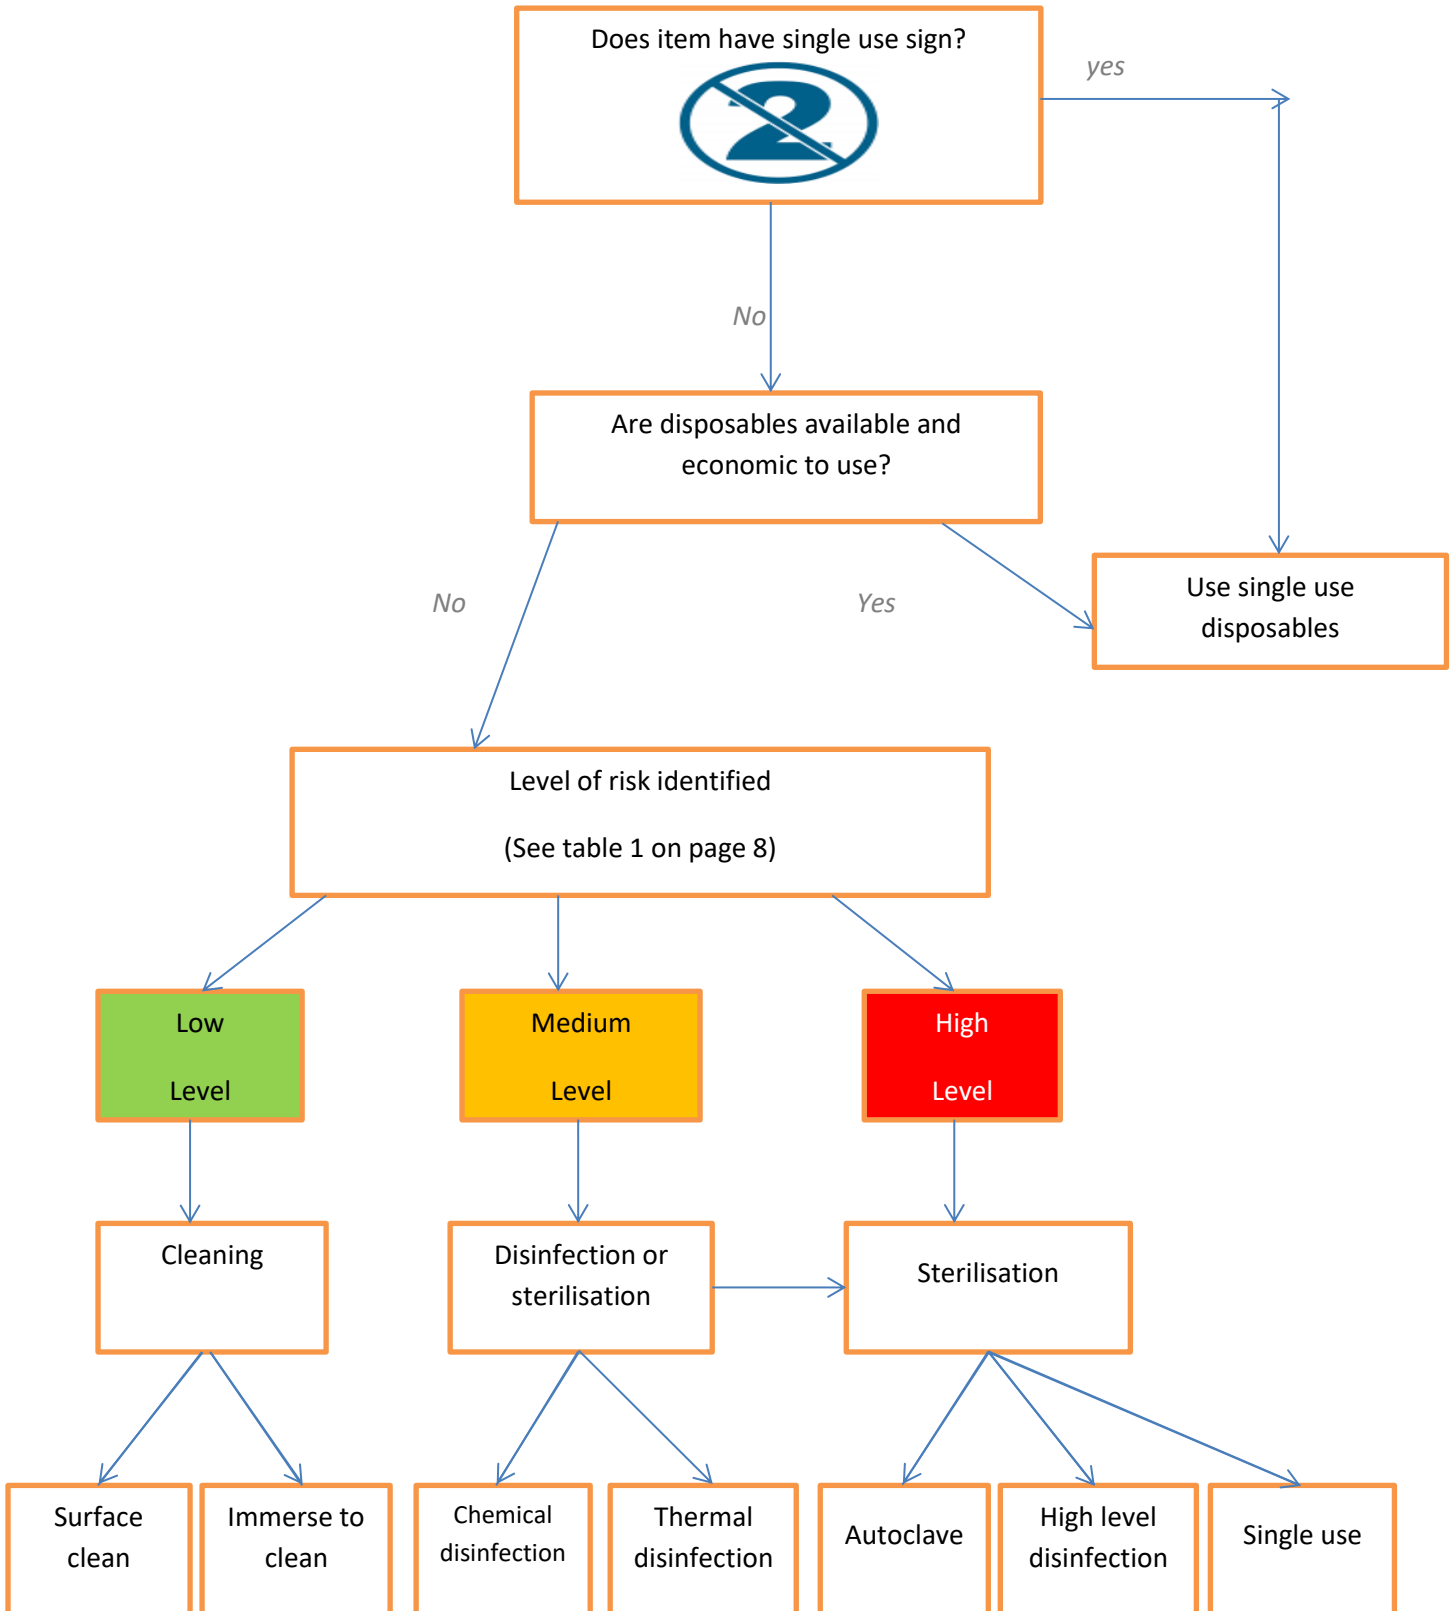 Does item have single use sign?
2
yes
No
Are disposables available and
economic to use?
Use single use
disposables
No
Yes
Level of risk identified
(See table 1 on page 8)
Low
Level
Medium
Level
High
Level
Cleaning
Disinfection or
sterilisation
Sterilisation
Surface
clean
Immerse to
clean
Chemical
disinfection
Thermal
disinfection
Autoclave
High level
disinfection
Single use